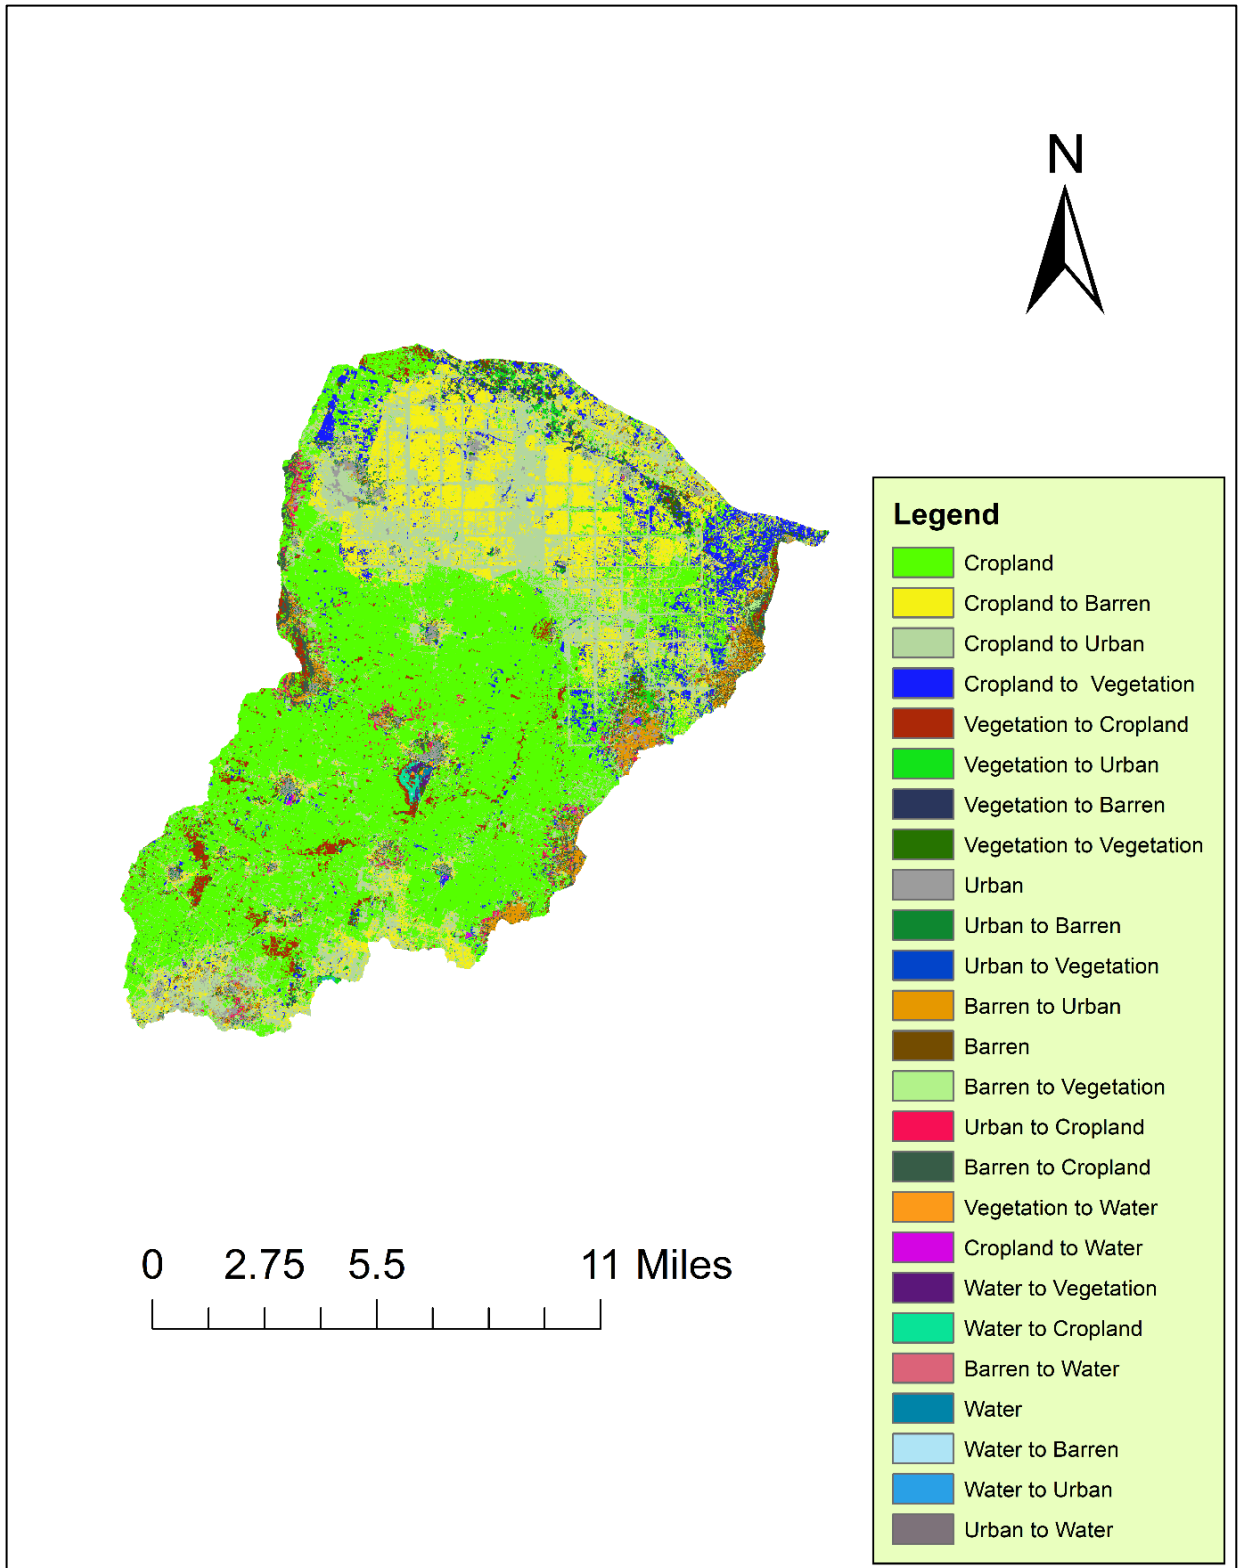 N
Legend
Cropland
Cropland to Barren
Cropland to Urban
Cropland to  Vegetation
Vegetation to Cropland
Vegetation to Urban
Vegetation to Barren
Vegetation to Vegetation
Urban
Urban to Barren
Urban to Vegetation
Barren to Urban
Barren
Barren to Vegetation
Urban to Cropland
Barren to Cropland
Vegetation to Water
Cropland to Water
Water to Vegetation
Water to Cropland
Barren to Water
Water
Water to Barren
Water to Urban
Urban to Water
0 2.75 5.5 11 Miles